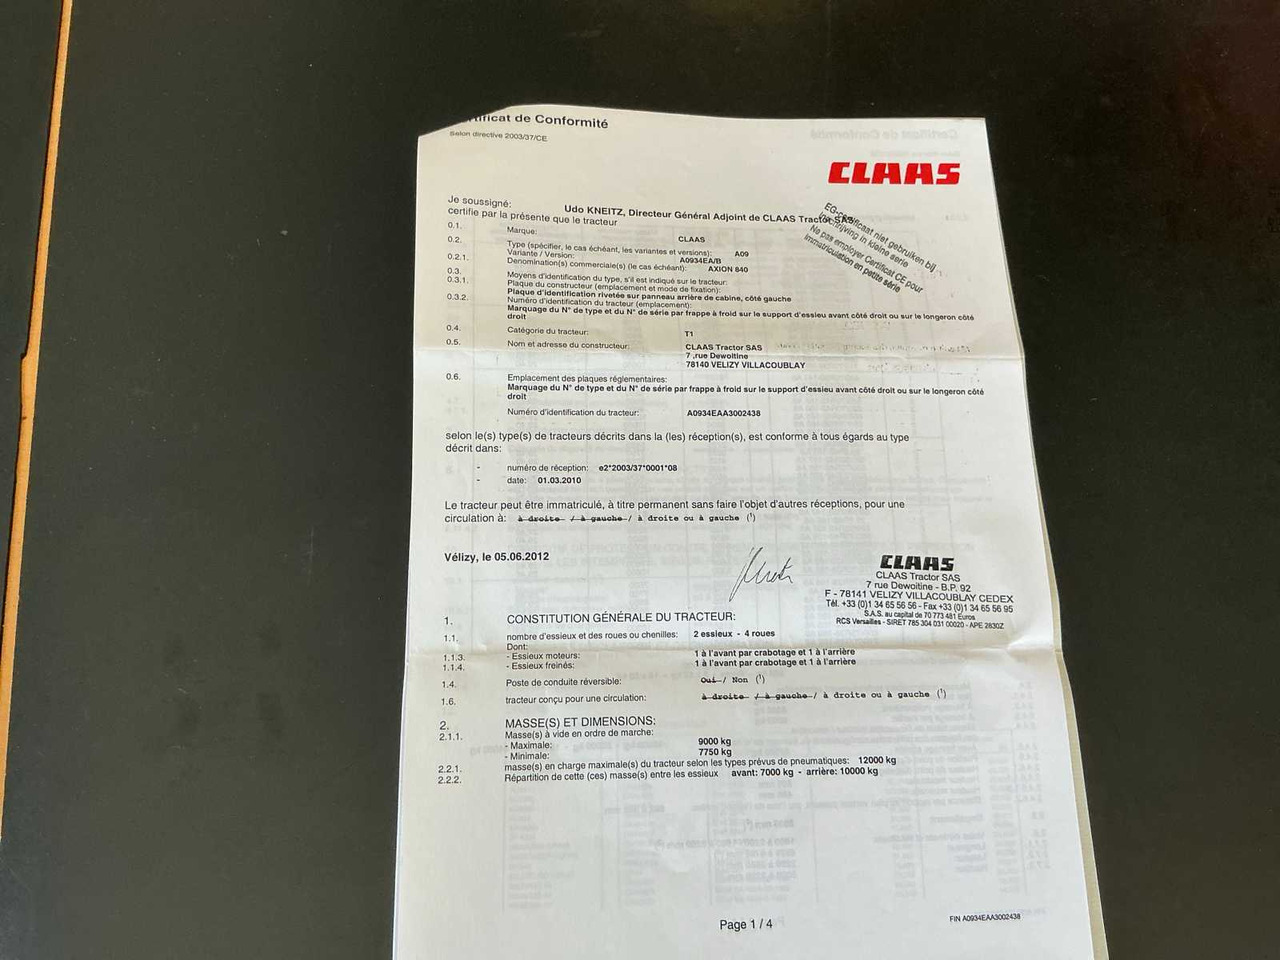 ificat de Conformité
Selon directive 2003/37/CE
CLAAS
Je soussigné: Udo KNEITZ, Directeur Général Adjoint de CLAAS Tractor SAS
certifie par la présente que le tracteur
EG-certificaat niet gebruiken bij
inschrijving in kleine serie
Ne pas employer Certificat CE pour
immatriculation en petite série
0.1. Marque: CLAAS
0.2. Type (spécifier, le cas échéant, les variantes et versions): A09
Variante / Version: A0934EA/B
0.2.1. Dénomination(s) commerciale(s) (le cas échéant): AXION 840
0.3. Moyens d'identification du type, s'il est indiqué sur le tracteur:
0.3.1. Plaque du constructeur (emplacement et mode de fixation):
Plaque d'identification rivetée sur panneau arrière de cabine, côté gauche
0.3.2. Numéro d'identification du tracteur (emplacement):
Marquage du N° de type et du N° de série par frappe à froid sur le support d'essieu avant côté droit ou sur le longeron côté
droit
0.4. Catégorie du tracteur: T1
0.5. Nom et adresse du constructeur: CLAAS Tractor SAS
7 ,rue Dewoitine
78140 VELIZY VILLACOUBLAY
0.6. Emplacement des plaques réglementaires:
Marquage du N° de type et du N° de série par frappe à froid sur le support d'essieu avant côté droit ou sur le longeron côté
droit
Numéro d'identification du tracteur: A0934EAA3002438
selon le(s) type(s) de tracteurs décrits dans la (les) réception(s), est conforme à tous égards au type
décrit dans:
- numéro de réception: e2*2003/37*0001*08
- date: 01.03.2010
Le tracteur peut être immatriculé, à titre permanent sans faire l'objet d'autres réceptions, pour une
circulation à: à droite / à gauche / à droite ou à gauche (¹)
Vélizy, le 05.06.2012
CLAAS
CLAAS Tractor SAS
7 rue Dewoitine - B.P. 92
F - 78141 VELIZY VILLACOUBLAY CEDEX
Tél. +33 (0)1 34 65 56 56 - Fax +33 (0)1 34 65 56 95
S.A.S. au capital de 70 773 481 Euros
RCS Versailles - SIRET 785 304 031 00020 - APE 2830Z
1. CONSTITUTION GÉNÉRALE DU TRACTEUR:
1.1. nombre d'essieux et des roues ou chenilles: 2 essieux - 4 roues
Dont:
1.1.3. - Essieux moteurs: 1 à l'avant par crabotage et 1 à l'arrière
1.1.4. - Essieux freinés: 1 à l'avant par crabotage et 1 à l'arrière
1.4. Poste de conduite réversible: Oui / Non (¹)
1.6. tracteur conçu pour une circulation: à droite / à gauche / à droite ou à gauche (¹)
2. MASSE(S) ET DIMENSIONS:
2.1.1. Masse(s) à vide en ordre de marche:
- Maximale: 9000 kg
- Minimale: 7750 kg
2.2.1. masse(s) en charge maximale(s) du tracteur selon les types prévus de pneumatiques: 12000 kg
2.2.2. Répartition de cette (ces) masse(s) entre les essieux avant: 7000 kg - arrière: 10000 kg
Page 1 / 4
FIN A0934EAA3002438